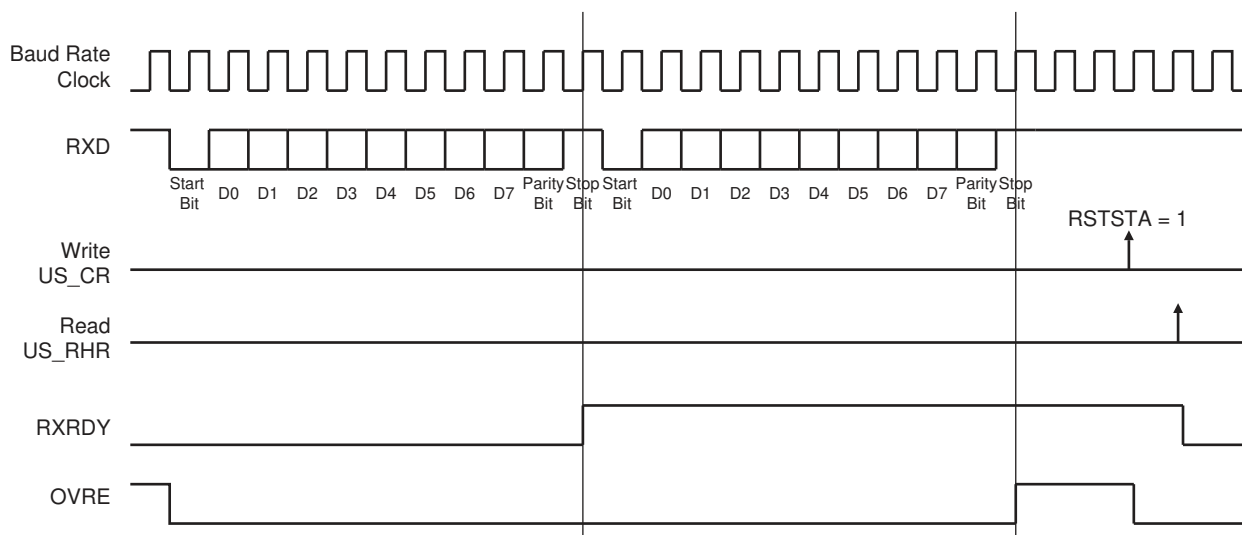 Baud Rate
Clock
RXD
Start
Bit
D0 D1 D2 D3 D4 D5 D6 D7
Parity
Bit
Stop
Bit
Start
Bit
D0 D1 D2 D3 D4 D5 D6 D7
Parity
Bit
Stop
Bit
RSTSTA = 1
Write
US_CR
Read
US_RHR
RXRDY
OVRE